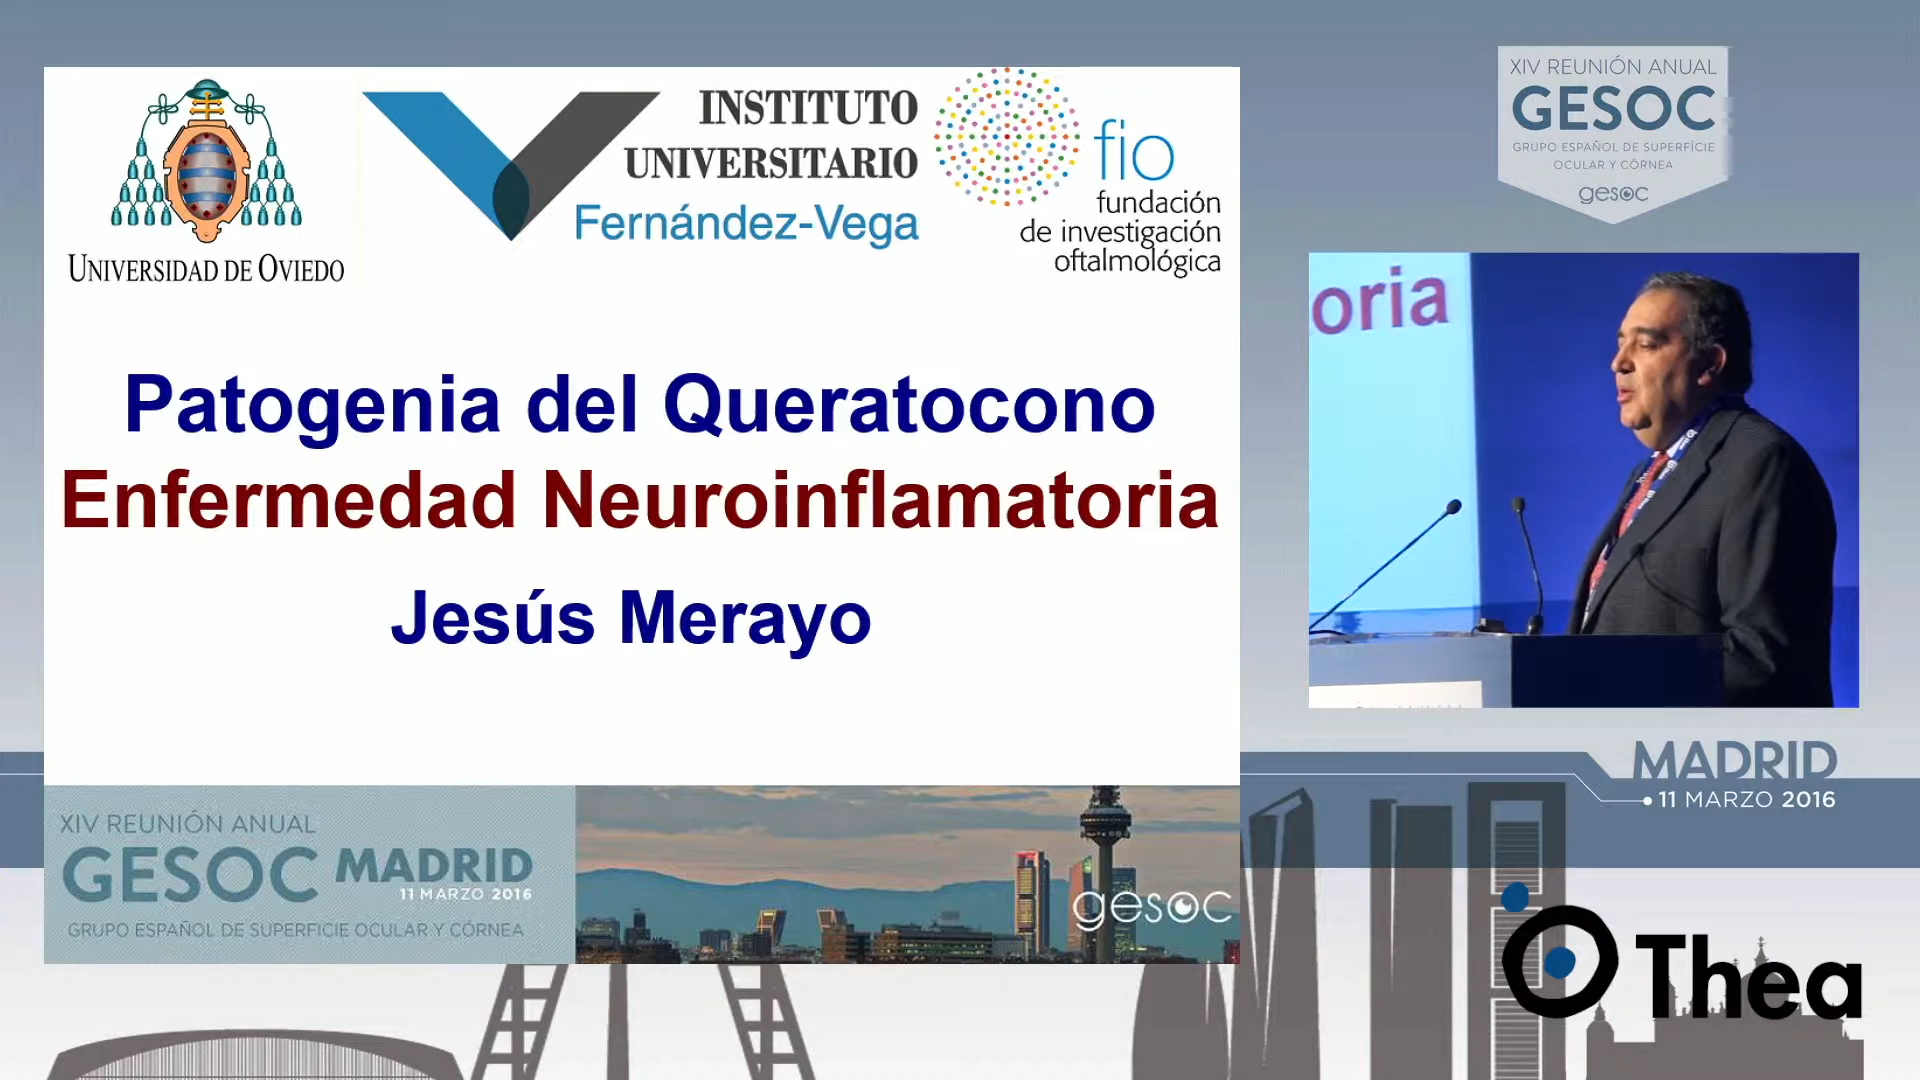 UNIVERSIDAD DE OVIEDO
INSTITUTO
UNIVERSITARIO
Fernández-Vega
fio
fundación
de investigación
oftalmológica
Patogenia del Queratocono
Enfermedad Neuroinflamatoria
Jesús Merayo
XIV REUNIÓN ANUAL
GESOC MADRID
11 MARZO 2016
GRUPO ESPAÑOL DE SUPERFICIE OCULAR Y CÓRNEA
gesoc
XIV REUNIÓN ANUAL
GESOC
GRUPO ESPAÑOL DE SUPERFÍCIE
OCULAR Y CÓRNEA
gesoc
oria
MADRID
11 MARZO 2016
Thea